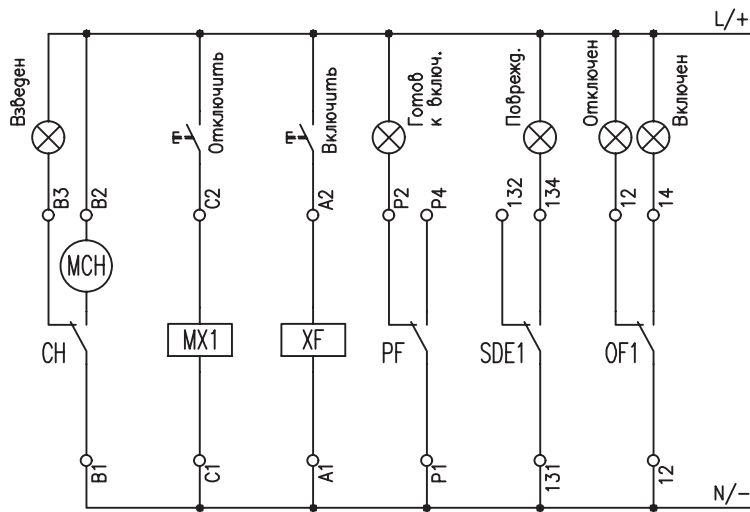 L/+
Взведен
Отключить
Включить
Готов
к включ.
Поврежд.
Отключен
Включен
B3
B2
C2
A2
P2
P4
132
134
12
14
MCH
CH
MX1
XF
PF
SDE1
OF1
B1
C1
A1
P1
131
12
N/-